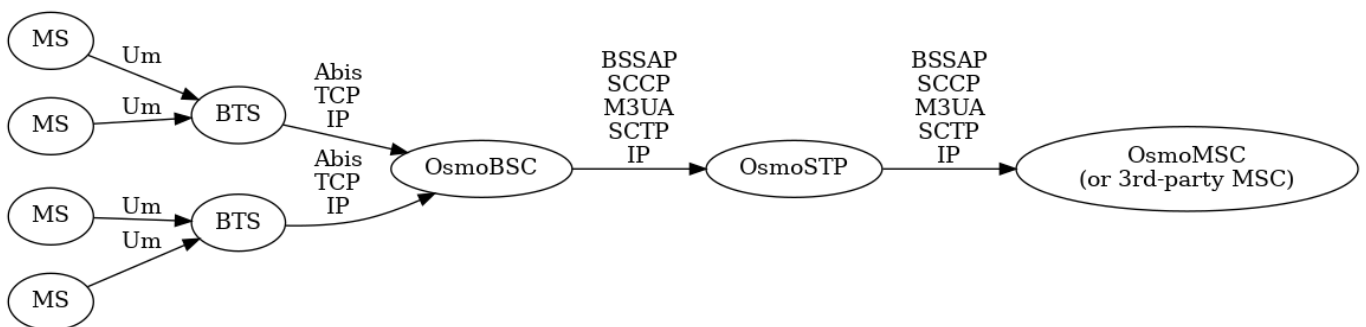 MS
Um
MS
Um
BTS
Abis
TCP
IP
MS
Um
MS
Um
BTS
Abis
TCP
IP
OsmoBSC
BSSAP
SCCP
M3UA
SCTP
IP
OsmoSTP
BSSAP
SCCP
M3UA
SCTP
IP
OsmoMSC
(or 3rd-party MSC)